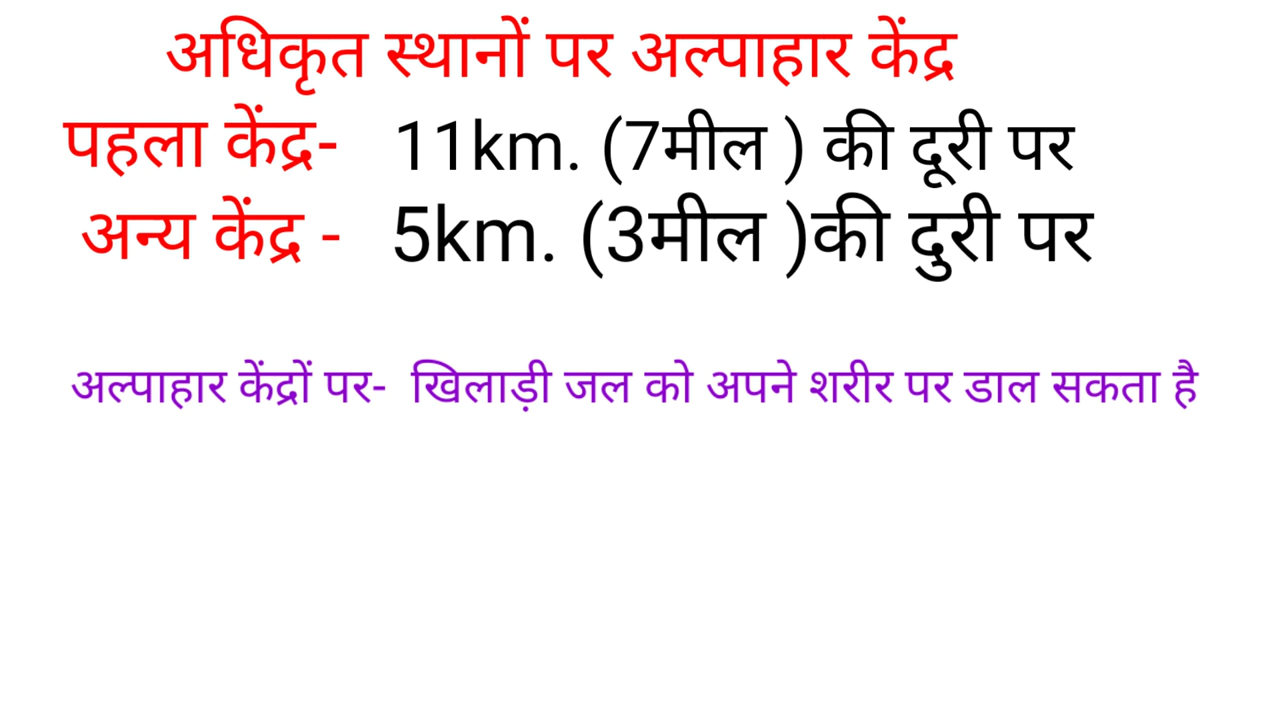 अधिकृत स्थानों पर अल्पाहार केंद्र
पहला केंद्र- 11km. (7मील ) की दूरी पर
अन्य केंद्र - 5km. (3मील )की दुरी पर
अल्पाहार केंद्रों पर- खिलाड़ी जल को अपने शरीर पर डाल सकता है